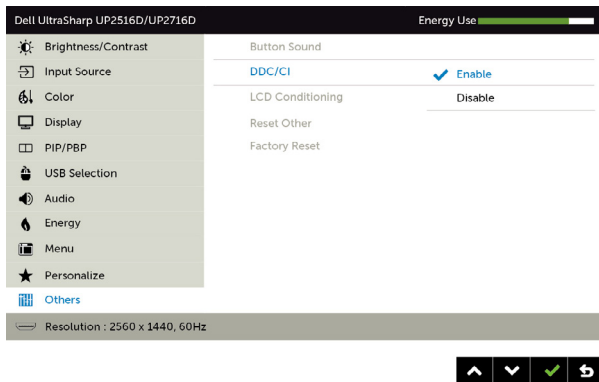 Dell UltraSharp UP2516D/UP2716D Energy Use
Brightness/Contrast Button Sound
Input Source DDC/CI Enable
Color LCD Conditioning Disable
Display Reset Other
PIP/PBP Factory Reset
USB Selection
Audio
Energy
Menu
Personalize
Others
Resolution : 2560 x 1440, 60Hz